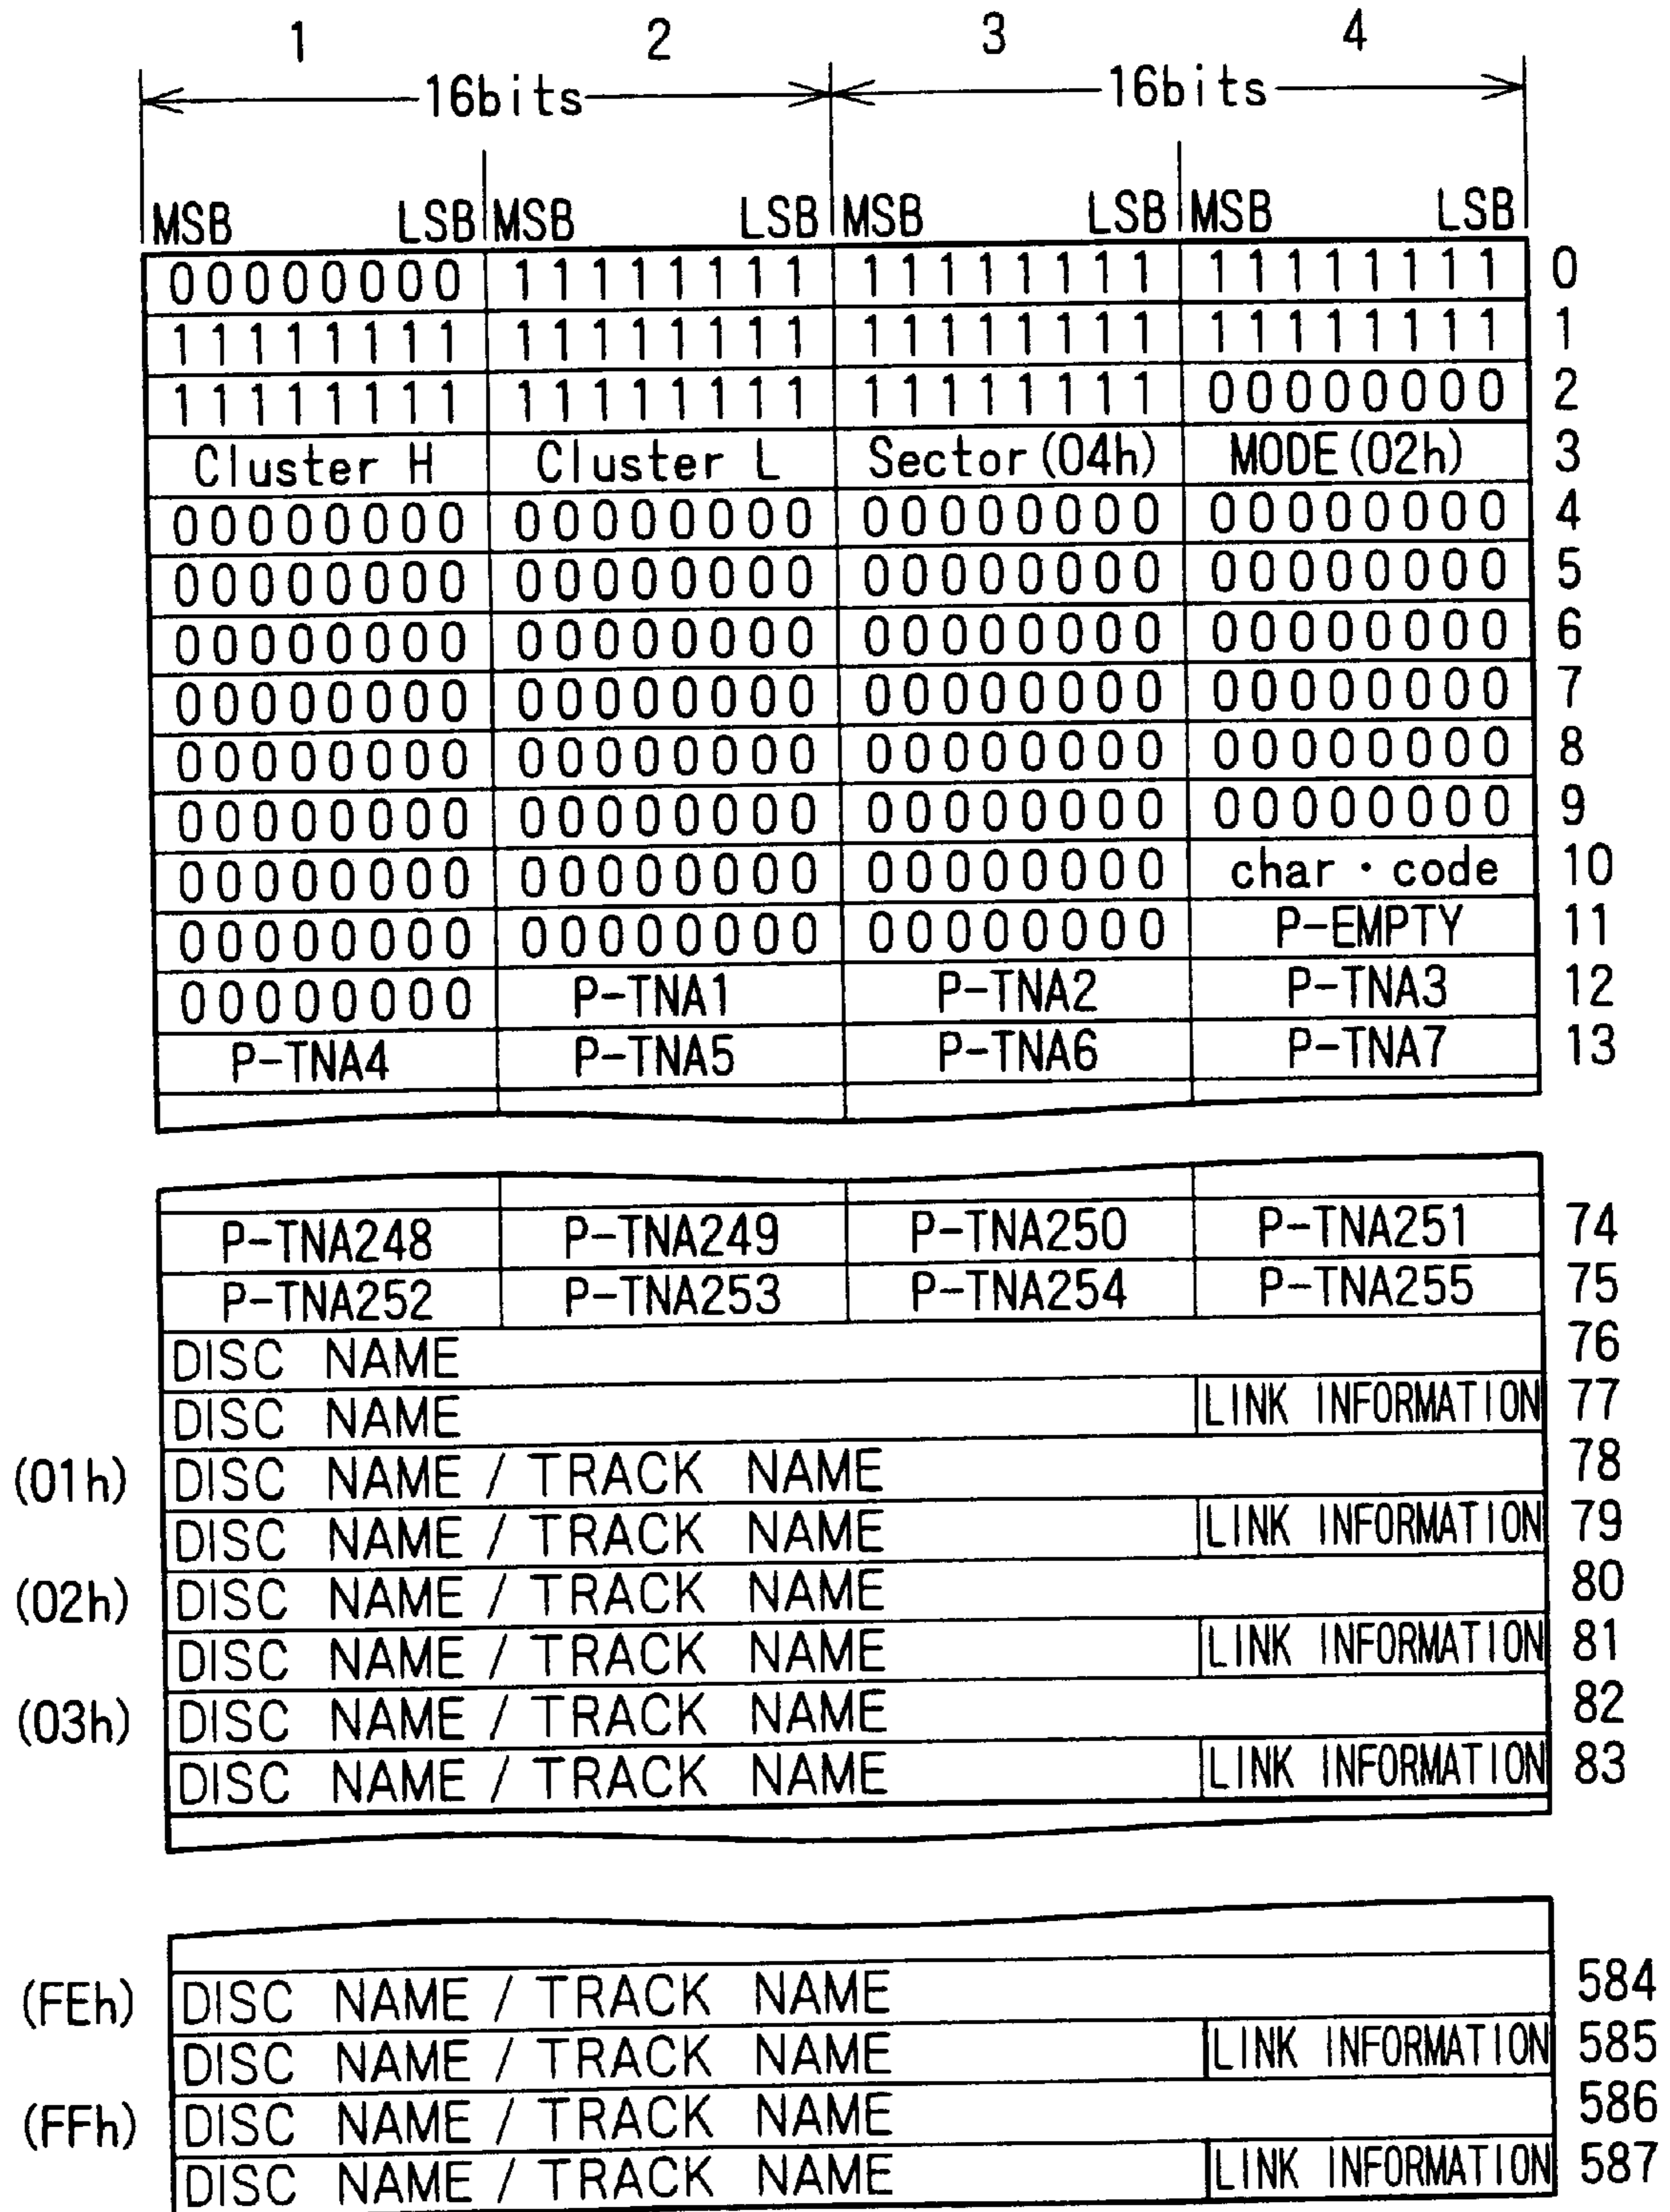 1 2 3 4
16bits 16bits
MSB LSB MSB LSB MSB LSB MSB LSB
00000000 11111111 11111111 11111111 0
11111111 11111111 11111111 11111111 1
11111111 11111111 11111111 00000000 2
Cluster H Cluster L Sector(04h) MODE(02h) 3
00000000 00000000 00000000 00000000 4
00000000 00000000 00000000 00000000 5
00000000 00000000 00000000 00000000 6
00000000 00000000 00000000 00000000 7
00000000 00000000 00000000 00000000 8
00000000 00000000 00000000 00000000 9
00000000 00000000 00000000 char・code 10
00000000 00000000 00000000 P-EMPTY 11
00000000 P-TNA1 P-TNA2 P-TNA3 12
P-TNA4 P-TNA5 P-TNA6 P-TNA7 13
P-TNA248 P-TNA249 P-TNA250 P-TNA251 74
P-TNA252 P-TNA253 P-TNA254 P-TNA255 75
DISC NAME 76
DISC NAME LINK INFORMATION 77
(01h) DISC NAME / TRACK NAME 78
DISC NAME / TRACK NAME LINK INFORMATION 79
(02h) DISC NAME / TRACK NAME 80
DISC NAME / TRACK NAME LINK INFORMATION 81
(03h) DISC NAME / TRACK NAME 82
DISC NAME / TRACK NAME LINK INFORMATION 83
(FEh) DISC NAME / TRACK NAME 584
DISC NAME / TRACK NAME LINK INFORMATION 585
(FFh) DISC NAME / TRACK NAME 586
DISC NAME / TRACK NAME LINK INFORMATION 587